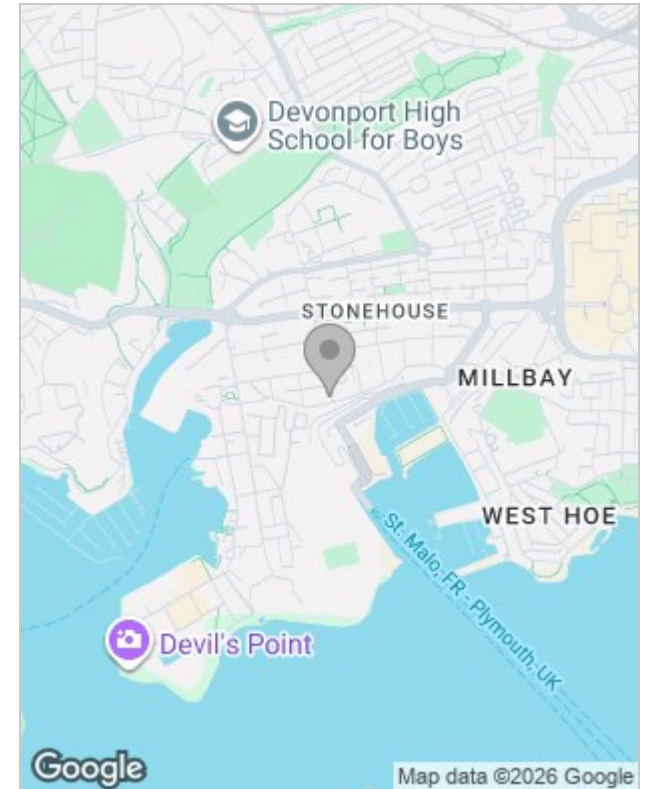 Devonport High
School for Boys
STONEHOUSE
MILLBAY
WEST HOE
St. Malo, FR - Plymouth, UK
Devil's Point
Google
Map data ©2026 Google